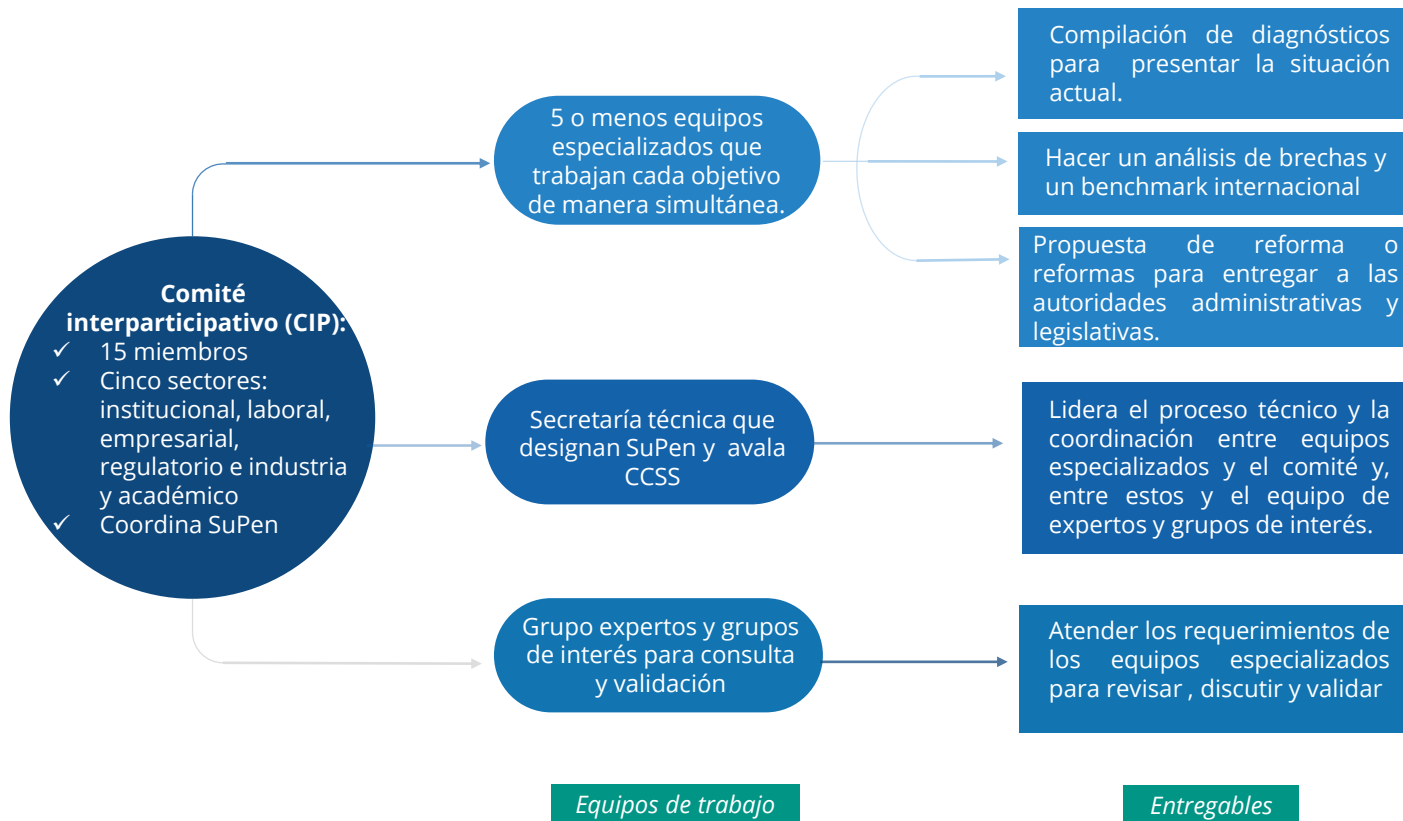 Comité
interparticipativo (CIP):
✓ 15 miembros
✓ Cinco sectores:
institucional, laboral,
empresarial,
regulatorio e industria
y académico
✓ Coordina SuPen
5 o menos equipos
especializados que
trabajan cada objetivo
de manera simultánea.
Compilación de diagnósticos
para presentar la situación
actual.
Hacer un análisis de brechas y
un benchmark internacional
Propuesta de reforma o
reformas para entregar a las
autoridades administrativas y
legislativas.
Secretaría técnica que
designan SuPen y avala
CCSS
Lidera el proceso técnico y la
coordinación entre equipos
especializados y el comité y,
entre estos y el equipo de
expertos y grupos de interés.
Grupo expertos y grupos
de interés para consulta
y validación
Atender los requerimientos de
los equipos especializados
para revisar , discutir y validar
Equipos de trabajo
Entregables